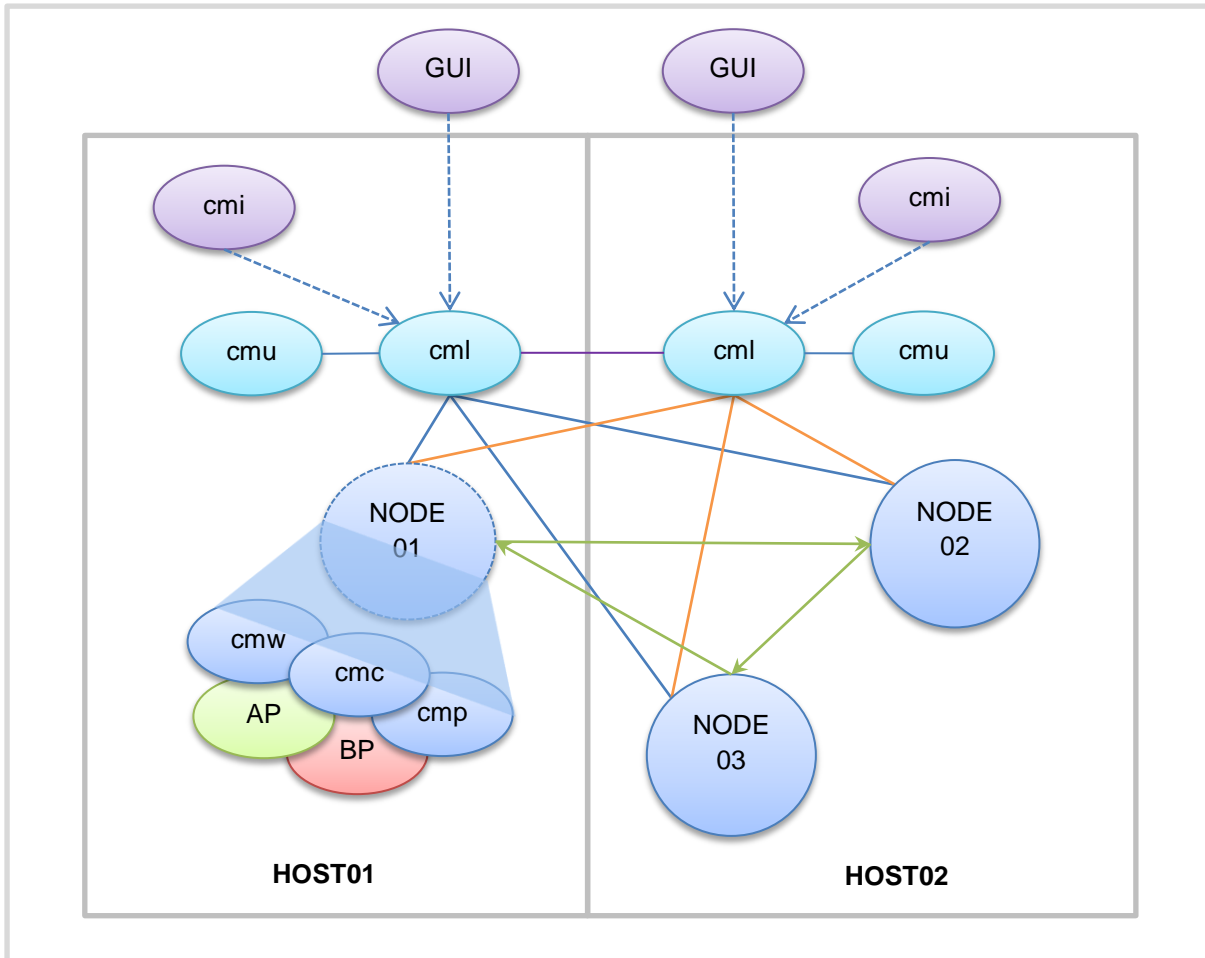 GUI
GUI
cmi
cmi
cmu
cml
cml
cmu
NODE
01
NODE
02
cmw
cmc
AP
cmp
BP
NODE
03
HOST01
HOST02